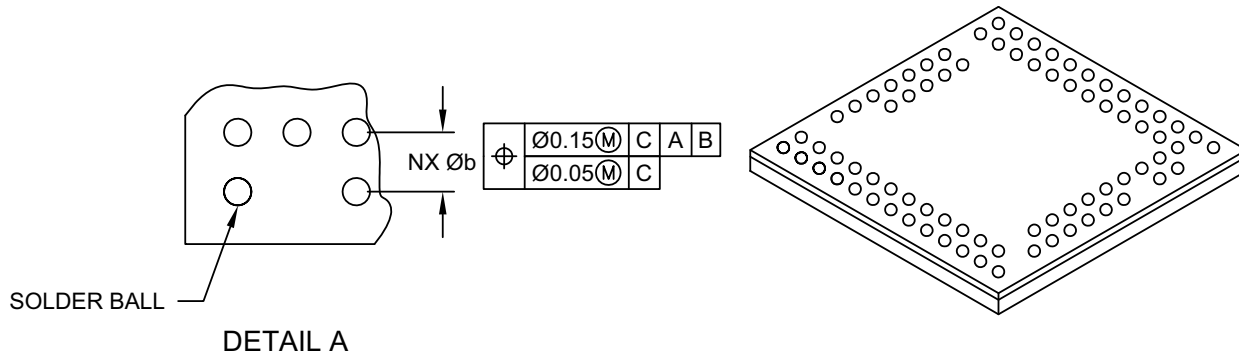 NX Øb
⌖ Ø0.15Ⓜ C A B
Ø0.05Ⓜ C
SOLDER BALL
DETAIL A